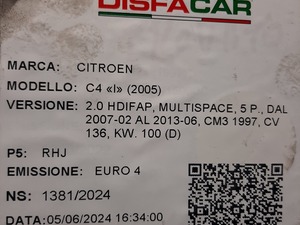 DISFACAR
MARCA: CITROEN
MODELLO: C4 «I» (2005)
VERSIONE: 2.0 HDIFAP, MULTISPACE, 5 P., DAL
2007-02 AL 2013-06, CM3 1997, CV
136, KW. 100 (D)
P5: RHJ
EMISSIONE: EURO 4
NS: 1381/2024
DATA:05/06/2024 16:34:00